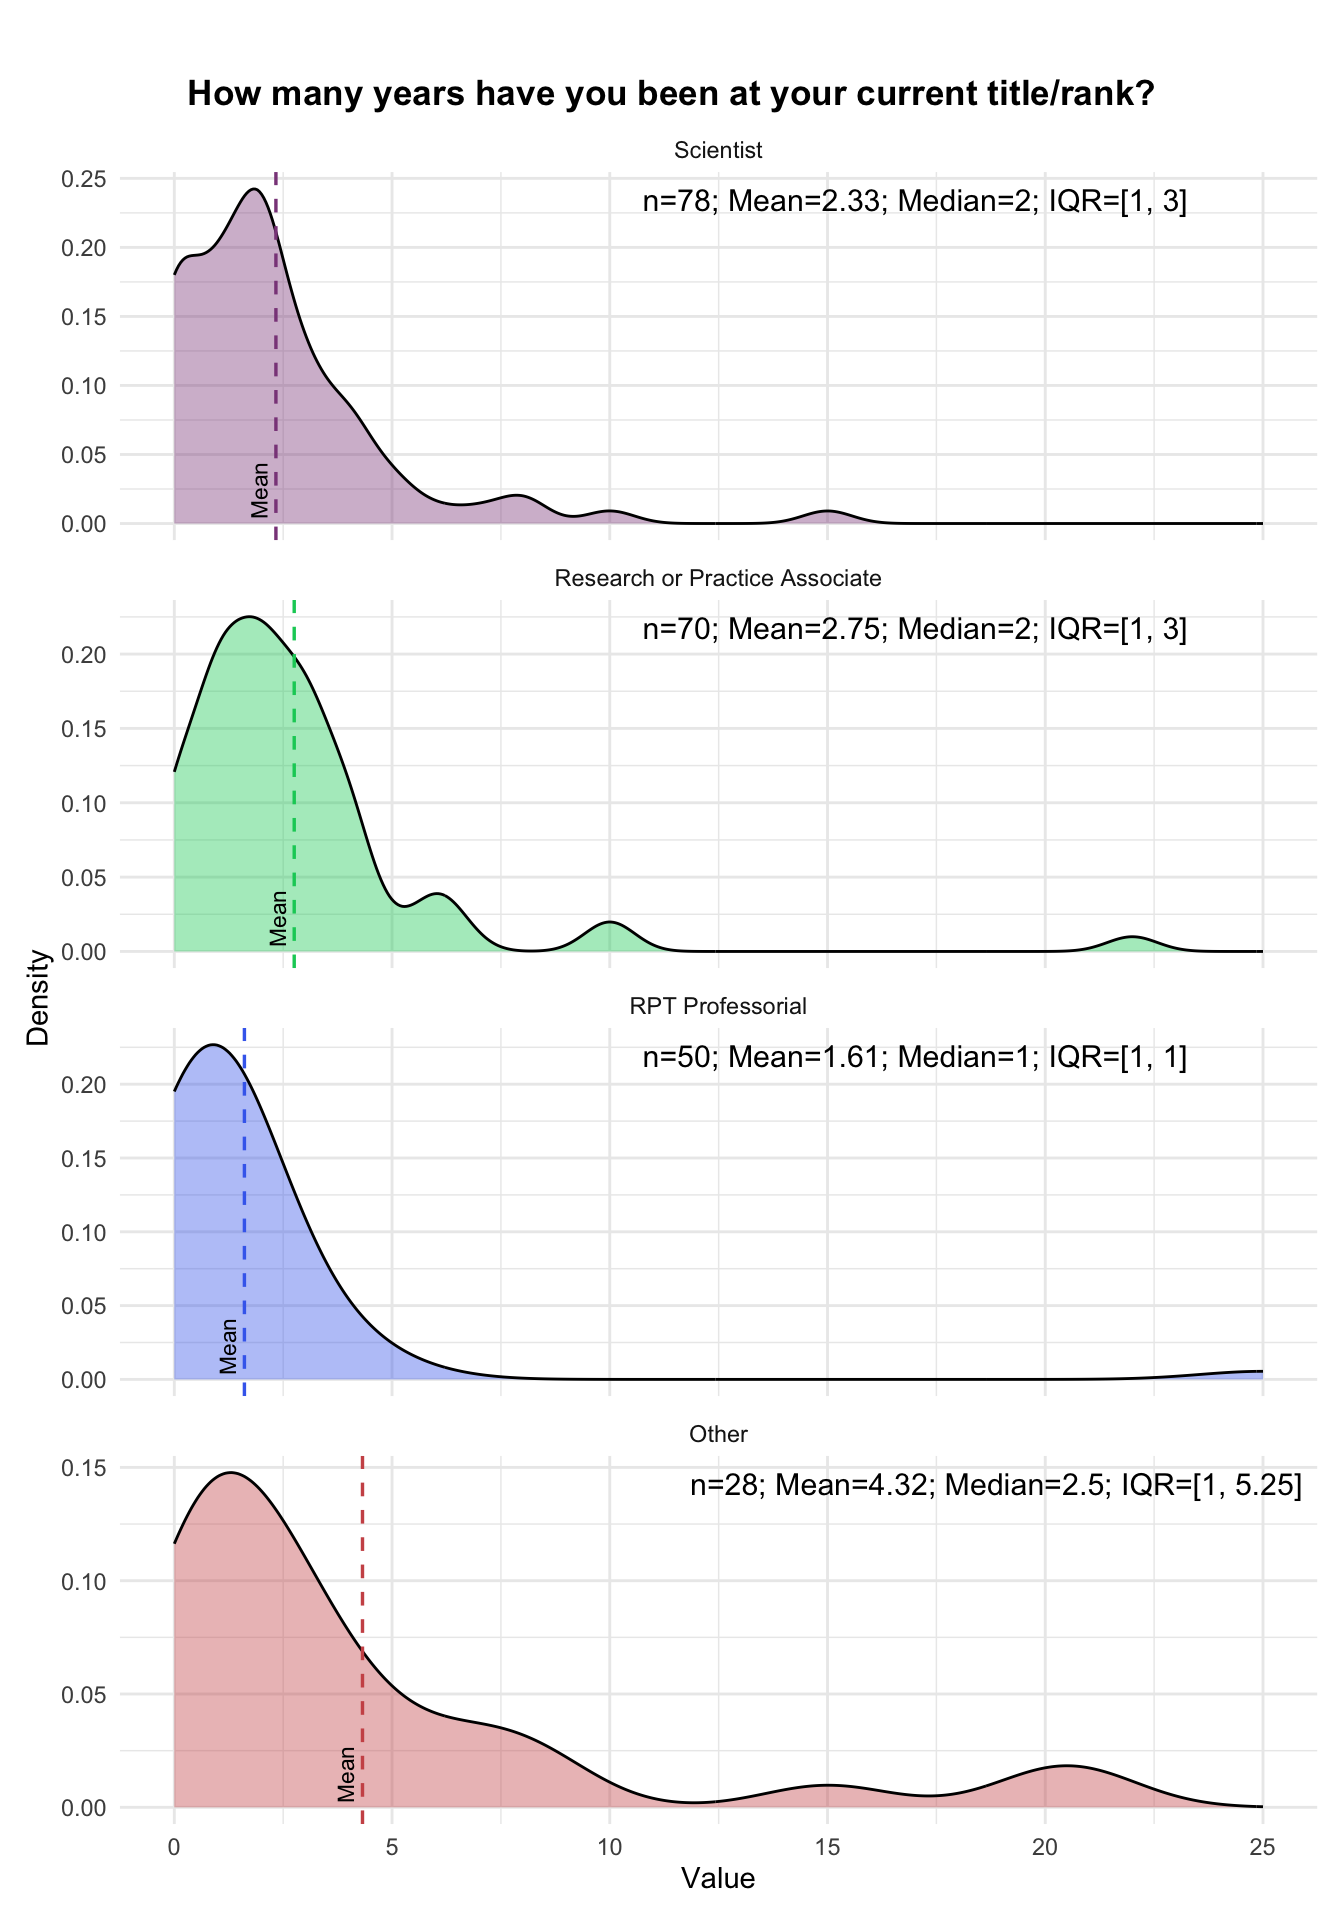 How many years have you been at your current title/rank?
Scientist
n=78; Mean=2.33; Median=2; IQR=[1, 3]
0.25
0.20
0.15
0.10
0.05
0.00
Mean
Research or Practice Associate
n=70; Mean=2.75; Median=2; IQR=[1, 3]
0.20
0.15
0.10
0.05
0.00
Mean
Density
RPT Professorial
n=50; Mean=1.61; Median=1; IQR=[1, 1]
0.20
0.15
0.10
0.05
0.00
Mean
Other
n=28; Mean=4.32; Median=2.5; IQR=[1, 5.25]
0.15
0.10
0.05
0.00
Mean
0 5 10 15 20 25
Value